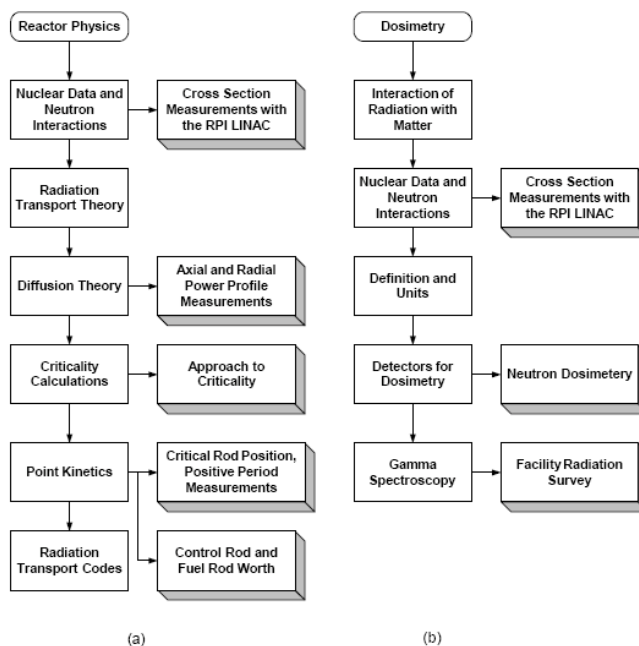 Reactor Physics
Nuclear Data and
Neutron
Interactions
Cross Section
Measurements with
the RPI LINAC
Radiation
Transport Theory
Diffusion Theory
Axial and Radial
Power Profile
Measurements
Criticality
Calculations
Approach to
Criticality
Point Kinetics
Critical Rod Position,
Positive Period
Measurements
Radiation
Transport Codes
Control Rod and
Fuel Rod Worth
(a)
Dosimetry
Interaction of
Radiation with
Matter
Nuclear Data and
Neutron
Interactions
Cross Section
Measurements with
the RPI LINAC
Definition and
Units
Detectors for
Dosimetry
Neutron Dosimetery
Gamma
Spectroscopy
Facility Radiation
Survey
(b)